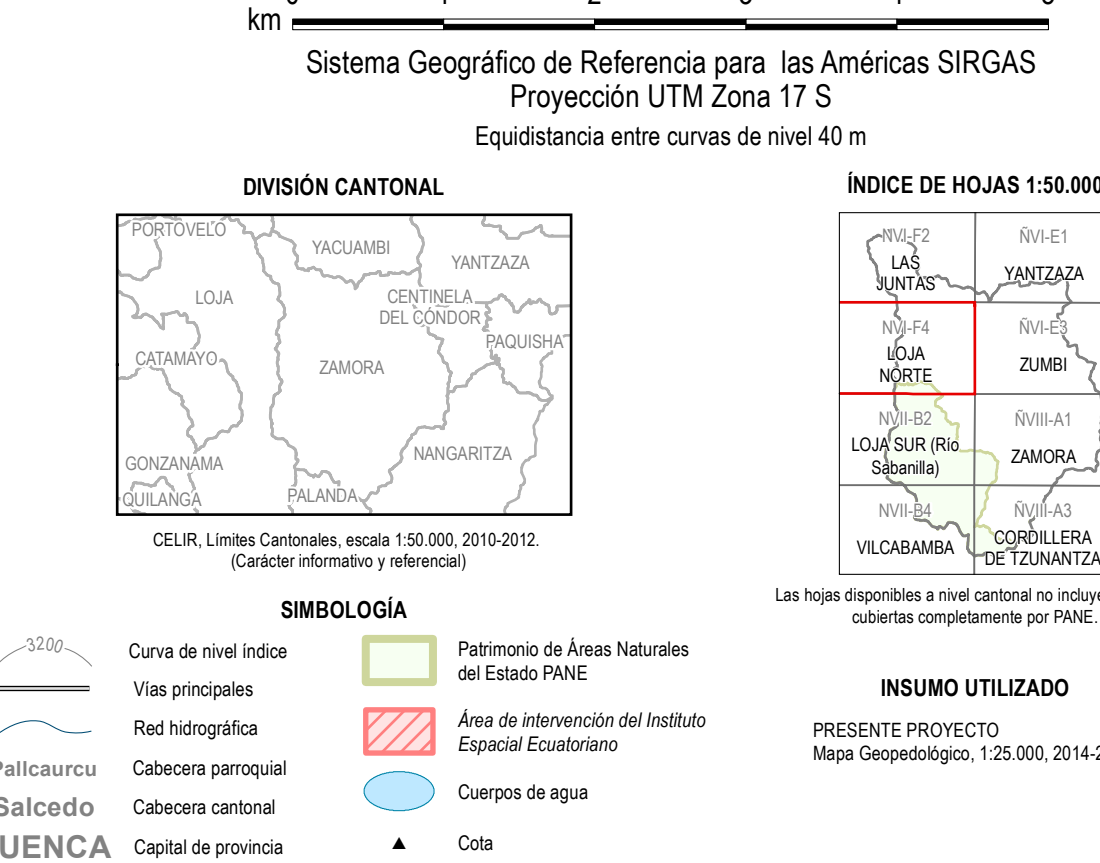 km
Sistema Geográfico de Referencia para las Américas SIRGAS
Proyección UTM Zona 17 S
Equidistancia entre curvas de nivel 40 m
DIVISIÓN CANTONAL
PORTOVELO
YACUAMBI
YANTZAZA
LOJA
CENTINELA
DEL CÓNDOR
PAQUISHA
CATAMAYO
ZAMORA
NANGARITZA
GONZANAMA
QUILANGA
PALANDA
CELIR, Límites Cantonales, escala 1:50.000, 2010-2012.
(Carácter informativo y referencial)
ÍNDICE DE HOJAS 1:50.000
NVI-F2
LAS
JUNTAS
ÑVI-E1
YANTZAZA
NVI-F4
LOJA
NORTE
ÑVI-E3
ZUMBI
NVII-B2
LOJA SUR (Río
Sabanilla)
ÑVIII-A1
ZAMORA
NVII-B4
VILCABAMBA
ÑVIII-A3
CORDILLERA
DE TZUNANTZA
Las hojas disponibles a nivel cantonal no
cubiertas completamente por PANE.
SIMBOLOGÍA
3200
Curva de nivel índice
Vías principales
Red hidrográfica
Pallcaurcu
Cabecera parroquial
Salcedo
Cabecera cantonal
UENCA
Capital de provincia
Patrimonio de Áreas Naturales
del Estado PANE
Área de intervención del Instituto
Espacial Ecuatoriano
Cuerpos de agua
Cota
INSUMO UTILIZADO
PRESENTE PROYECTO
Mapa Geopedológico, 1:25.000, 2014-2